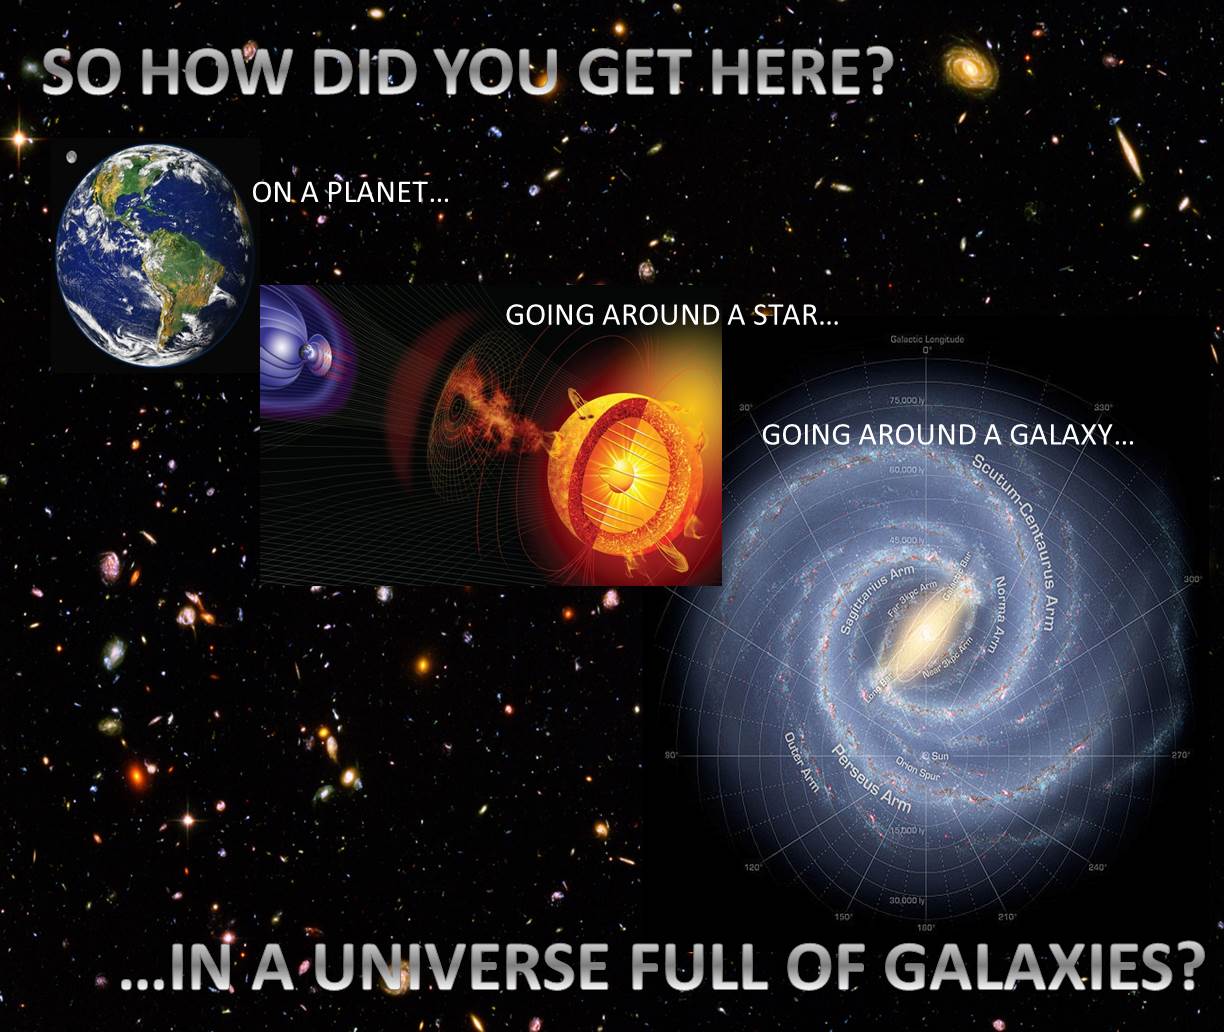 SO HOW DID YOU GET HERE?
ON A PLANET...
GOING AROUND A STAR...
GOING AROUND A GALAXY...
Galactic Longitude
0°
30°
330°
75,000 ly
60,000 ly
Scutum-Centaurus Arm
45,000 ly
Galactic Bar
300°
Sagittarius Arm
Far 3kpc Arm
Norma Arm
Near 3kpc Arm
Long Bar
90°
Sun
270°
Outer Arm
Orion Spur
Perseus Arm
15,000 ly
120°
240°
30,000 ly
150°
210°
180°
...IN A UNIVERSE FULL OF GALAXIES?